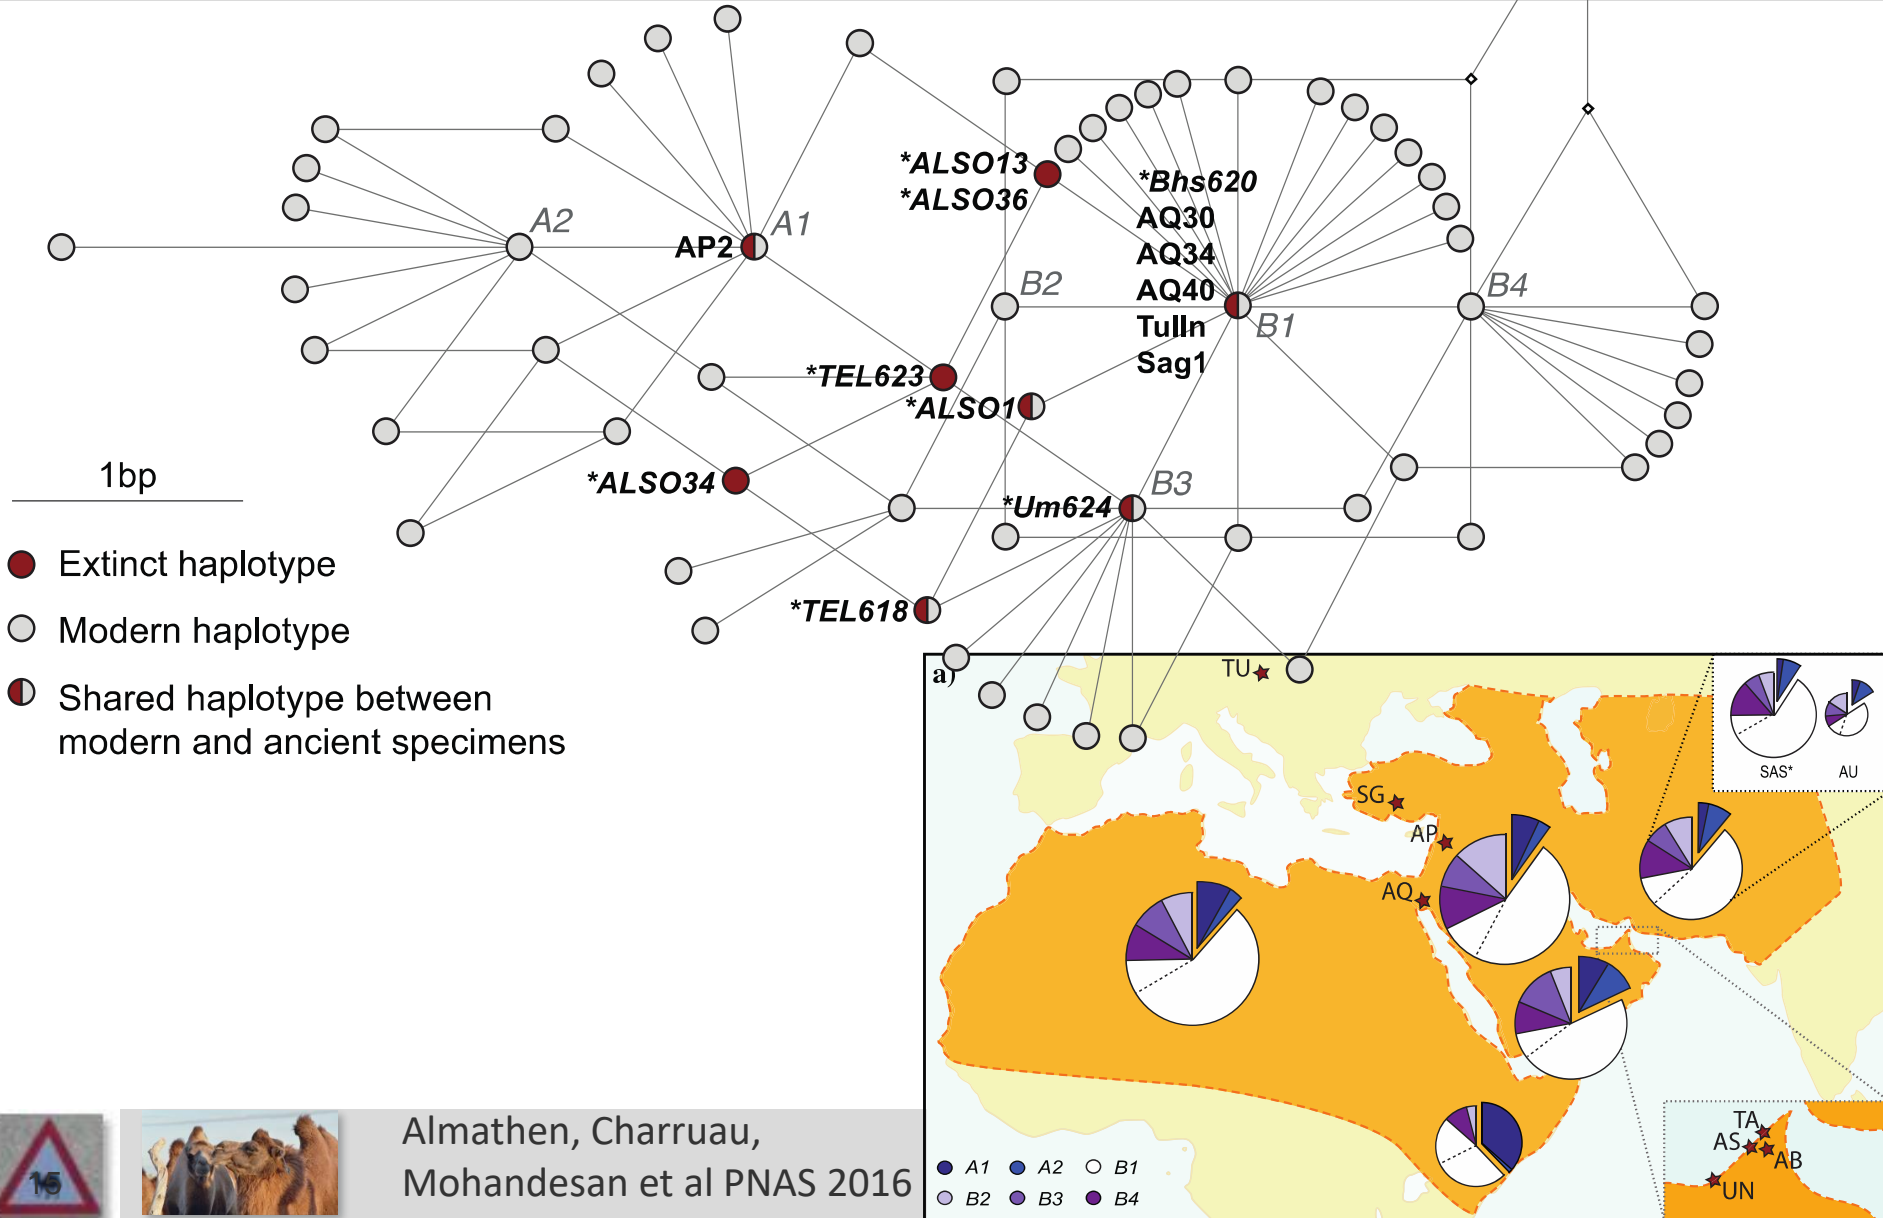 A2
A1
AP2
*ALSO13
*ALSO36
*Bhs620
AQ30
AQ34
AQ40
Tulln
Sag1
B2
B1
B4
*TEL623
*ALSO1
*ALSO34
B3
*Um624
*TEL618
1bp
Extinct haplotype
Modern haplotype
Shared haplotype between
modern and ancient specimens
a)
TU
SAS*
AU
SG
AP
AQ
TA
AS
AB
UN
A1
A2
B1
B2
B3
B4
Almathen, Charruau,
Mohandesan et al PNAS 2016